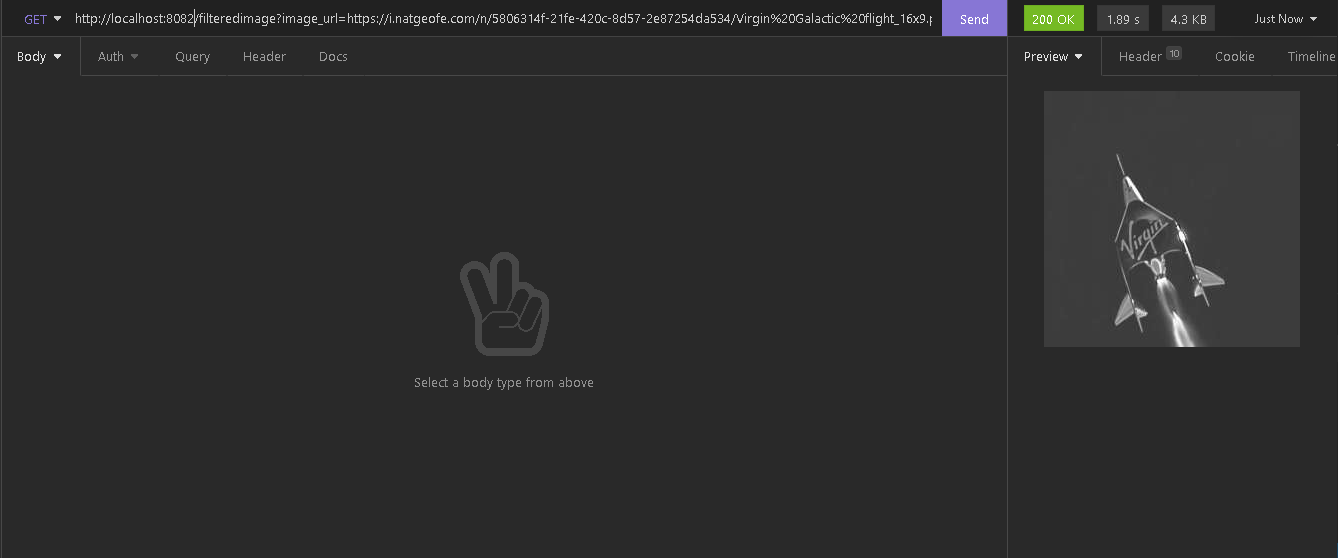 GET http://localhost:8082/filteredimage?image_url=https://i.natgeofe.com/n/5806314f-21fe-420c-8d57-2e87254da534/Virgin%20Galactic%20flight_16x9.p Send 200 OK 1.89 s 4.3 KB Just Now
Body Auth Query Header Docs Preview Header 10 Cookie Timeline
Virgin
Select a body type from above